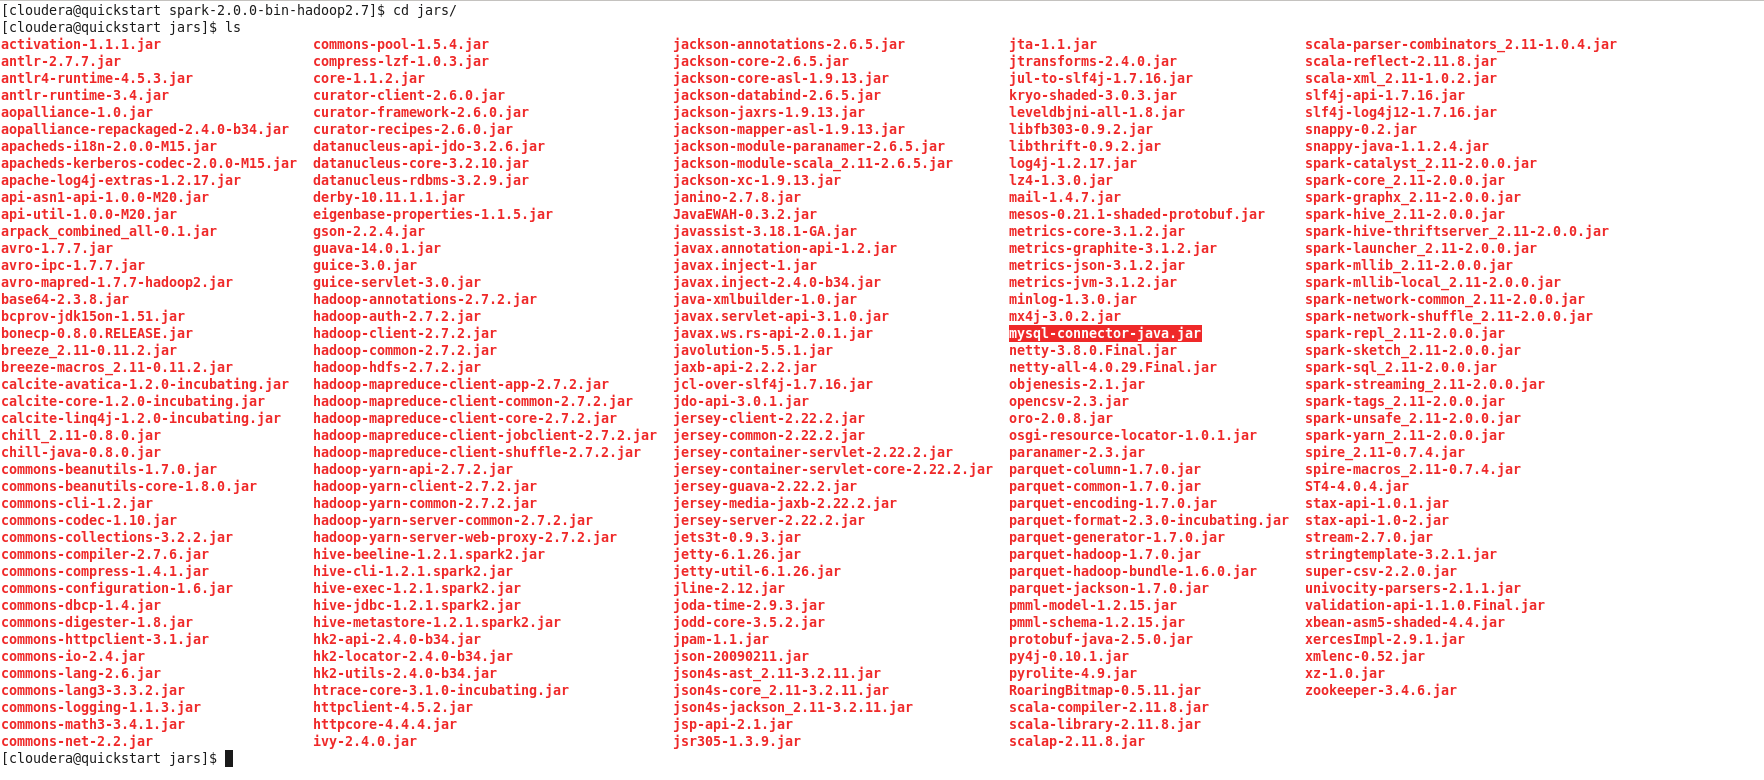 [cloudera@quickstart spark-2.0.0-bin-hadoop2.7]$ cd jars/
[cloudera@quickstart jars]$ ls
activation-1.1.1.jar commons-pool-1.5.4.jar jackson-annotations-2.6.5.jar jta-1.1.jar scala-parser-combinators_2.11-1.0.4.jar
antlr-2.7.7.jar compress-lzf-1.0.3.jar jackson-core-2.6.5.jar jtransforms-2.4.0.jar scala-reflect-2.11.8.jar
antlr4-runtime-4.5.3.jar core-1.1.2.jar jackson-core-asl-1.9.13.jar jul-to-slf4j-1.7.16.jar scala-xml_2.11-1.0.2.jar
antlr-runtime-3.4.jar curator-client-2.6.0.jar jackson-databind-2.6.5.jar kryo-shaded-3.0.3.jar slf4j-api-1.7.16.jar
aopalliance-1.0.jar curator-framework-2.6.0.jar jackson-jaxrs-1.9.13.jar leveldbjni-all-1.8.jar slf4j-log4j12-1.7.16.jar
aopalliance-repackaged-2.4.0-b34.jar curator-recipes-2.6.0.jar jackson-mapper-asl-1.9.13.jar libfb303-0.9.2.jar snappy-0.2.jar
apacheds-i18n-2.0.0-M15.jar datanucleus-api-jdo-3.2.6.jar jackson-module-paranamer-2.6.5.jar libthrift-0.9.2.jar snappy-java-1.1.2.4.jar
apacheds-kerberos-codec-2.0.0-M15.jar datanucleus-core-3.2.10.jar jackson-module-scala_2.11-2.6.5.jar log4j-1.2.17.jar spark-catalyst_2.11-2.0.0.jar
apache-log4j-extras-1.2.17.jar datanucleus-rdbms-3.2.9.jar jackson-xc-1.9.13.jar lz4-1.3.0.jar spark-core_2.11-2.0.0.jar
api-asn1-api-1.0.0-M20.jar derby-10.11.1.1.jar janino-2.7.8.jar mail-1.4.7.jar spark-graphx_2.11-2.0.0.jar
api-util-1.0.0-M20.jar eigenbase-properties-1.1.5.jar JavaEWAH-0.3.2.jar mesos-0.21.1-shaded-protobuf.jar spark-hive_2.11-2.0.0.jar
arpack_combined_all-0.1.jar gson-2.2.4.jar javassist-3.18.1-GA.jar metrics-core-3.1.2.jar spark-hive-thriftserver_2.11-2.0.0.jar
avro-1.7.7.jar guava-14.0.1.jar javax.annotation-api-1.2.jar metrics-graphite-3.1.2.jar spark-launcher_2.11-2.0.0.jar
avro-ipc-1.7.7.jar guice-3.0.jar javax.inject-1.jar metrics-json-3.1.2.jar spark-mllib_2.11-2.0.0.jar
avro-mapred-1.7.7-hadoop2.jar guice-servlet-3.0.jar javax.inject-2.4.0-b34.jar metrics-jvm-3.1.2.jar spark-mllib-local_2.11-2.0.0.jar
base64-2.3.8.jar hadoop-annotations-2.7.2.jar java-xmlbuilder-1.0.jar minlog-1.3.0.jar spark-network-common_2.11-2.0.0.jar
bcprov-jdk15on-1.51.jar hadoop-auth-2.7.2.jar javax.servlet-api-3.1.0.jar mx4j-3.0.2.jar spark-network-shuffle_2.11-2.0.0.jar
bonecp-0.8.0.RELEASE.jar hadoop-client-2.7.2.jar javax.ws.rs-api-2.0.1.jar mysql-connector-java.jar spark-repl_2.11-2.0.0.jar
breeze_2.11-0.11.2.jar hadoop-common-2.7.2.jar javolution-5.5.1.jar netty-3.8.0.Final.jar spark-sketch_2.11-2.0.0.jar
breeze-macros_2.11-0.11.2.jar hadoop-hdfs-2.7.2.jar jaxb-api-2.2.2.jar netty-all-4.0.29.Final.jar spark-sql_2.11-2.0.0.jar
calcite-avatica-1.2.0-incubating.jar hadoop-mapreduce-client-app-2.7.2.jar jcl-over-slf4j-1.7.16.jar objenesis-2.1.jar spark-streaming_2.11-2.0.0.jar
calcite-core-1.2.0-incubating.jar hadoop-mapreduce-client-common-2.7.2.jar jdo-api-3.0.1.jar opencsv-2.3.jar spark-tags_2.11-2.0.0.jar
calcite-linq4j-1.2.0-incubating.jar hadoop-mapreduce-client-core-2.7.2.jar jersey-client-2.22.2.jar oro-2.0.8.jar spark-unsafe_2.11-2.0.0.jar
chill_2.11-0.8.0.jar hadoop-mapreduce-client-jobclient-2.7.2.jar jersey-common-2.22.2.jar osgi-resource-locator-1.0.1.jar spark-yarn_2.11-2.0.0.jar
chill-java-0.8.0.jar hadoop-mapreduce-client-shuffle-2.7.2.jar jersey-container-servlet-2.22.2.jar paranamer-2.3.jar spire_2.11-0.7.4.jar
commons-beanutils-1.7.0.jar hadoop-yarn-api-2.7.2.jar jersey-container-servlet-core-2.22.2.jar parquet-column-1.7.0.jar spire-macros_2.11-0.7.4.jar
commons-beanutils-core-1.8.0.jar hadoop-yarn-client-2.7.2.jar jersey-guava-2.22.2.jar parquet-common-1.7.0.jar ST4-4.0.4.jar
commons-cli-1.2.jar hadoop-yarn-common-2.7.2.jar jersey-media-jaxb-2.22.2.jar parquet-encoding-1.7.0.jar stax-api-1.0.1.jar
commons-codec-1.10.jar hadoop-yarn-server-common-2.7.2.jar jersey-server-2.22.2.jar parquet-format-2.3.0-incubating.jar stax-api-1.0-2.jar
commons-collections-3.2.2.jar hadoop-yarn-server-web-proxy-2.7.2.jar jets3t-0.9.3.jar parquet-generator-1.7.0.jar stream-2.7.0.jar
commons-compiler-2.7.6.jar hive-beeline-1.2.1.spark2.jar jetty-6.1.26.jar parquet-hadoop-1.7.0.jar stringtemplate-3.2.1.jar
commons-compress-1.4.1.jar hive-cli-1.2.1.spark2.jar jetty-util-6.1.26.jar parquet-hadoop-bundle-1.6.0.jar super-csv-2.2.0.jar
commons-configuration-1.6.jar hive-exec-1.2.1.spark2.jar jline-2.12.jar parquet-jackson-1.7.0.jar univocity-parsers-2.1.1.jar
commons-dbcp-1.4.jar hive-jdbc-1.2.1.spark2.jar joda-time-2.9.3.jar pmml-model-1.2.15.jar validation-api-1.1.0.Final.jar
commons-digester-1.8.jar hive-metastore-1.2.1.spark2.jar jodd-core-3.5.2.jar pmml-schema-1.2.15.jar xbean-asm5-shaded-4.4.jar
commons-httpclient-3.1.jar hk2-api-2.4.0-b34.jar jpam-1.1.jar protobuf-java-2.5.0.jar xercesImpl-2.9.1.jar
commons-io-2.4.jar hk2-locator-2.4.0-b34.jar json-20090211.jar py4j-0.10.1.jar xmlenc-0.52.jar
commons-lang-2.6.jar hk2-utils-2.4.0-b34.jar json4s-ast_2.11-3.2.11.jar pyrolite-4.9.jar xz-1.0.jar
commons-lang3-3.3.2.jar htrace-core-3.1.0-incubating.jar json4s-core_2.11-3.2.11.jar RoaringBitmap-0.5.11.jar zookeeper-3.4.6.jar
commons-logging-1.1.3.jar httpclient-4.5.2.jar json4s-jackson_2.11-3.2.11.jar scala-compiler-2.11.8.jar
commons-math3-3.4.1.jar httpcore-4.4.4.jar jsp-api-2.1.jar scala-library-2.11.8.jar
commons-net-2.2.jar ivy-2.4.0.jar jsr305-1.3.9.jar scalap-2.11.8.jar
[cloudera@quickstart jars]$